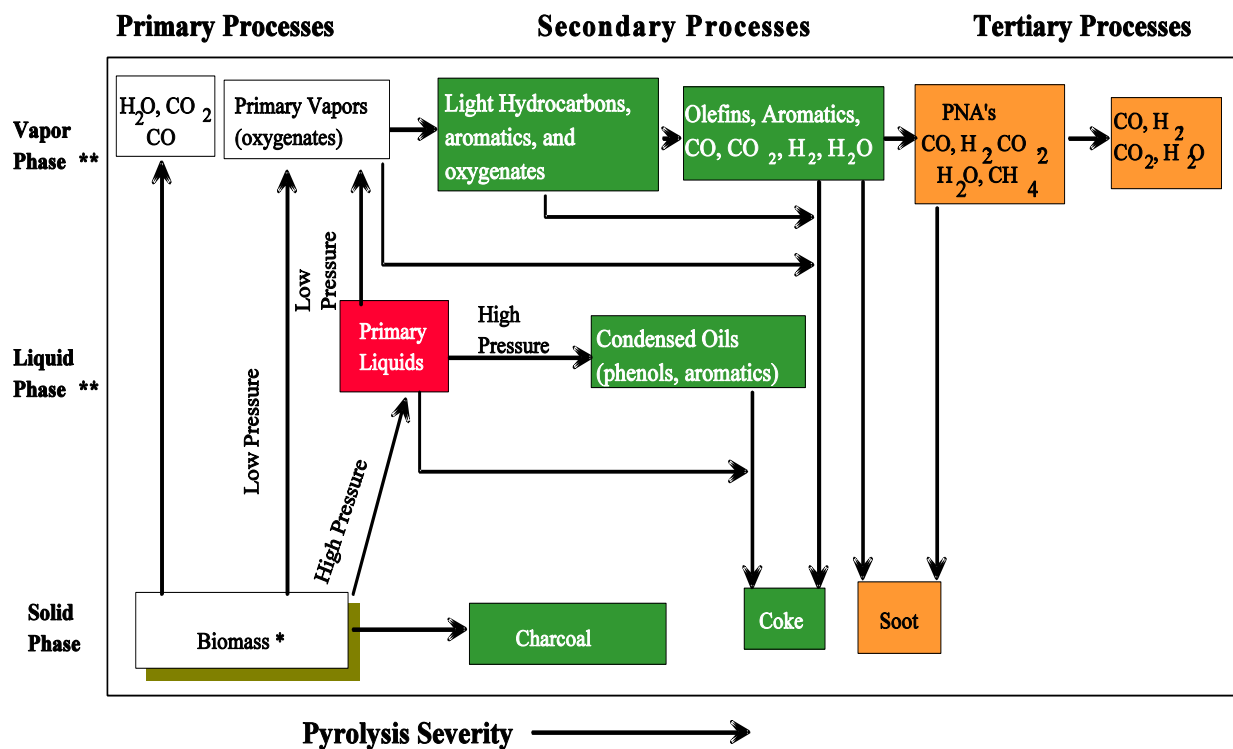 Primary Processes
Secondary Processes
Tertiary Processes
Vapor
Phase **
H2O, CO 2
CO
Primary Vapors
(oxygenates)
Light Hydrocarbons,
aromatics, and
oxygenates
Olefins, Aromatics,
CO, CO 2, H2, H2O
PNA's
CO, H 2, CO 2,
H2O, CH 4
CO, H 2
CO2, H 2O
Low
Pressure
Liquid
Phase **
Primary
Liquids
High
Pressure
Condensed Oils
(phenols, aromatics)
Low Pressure
High Pressure
Solid
Phase
Biomass *
Charcoal
Coke
Soot
Pyrolysis Severity